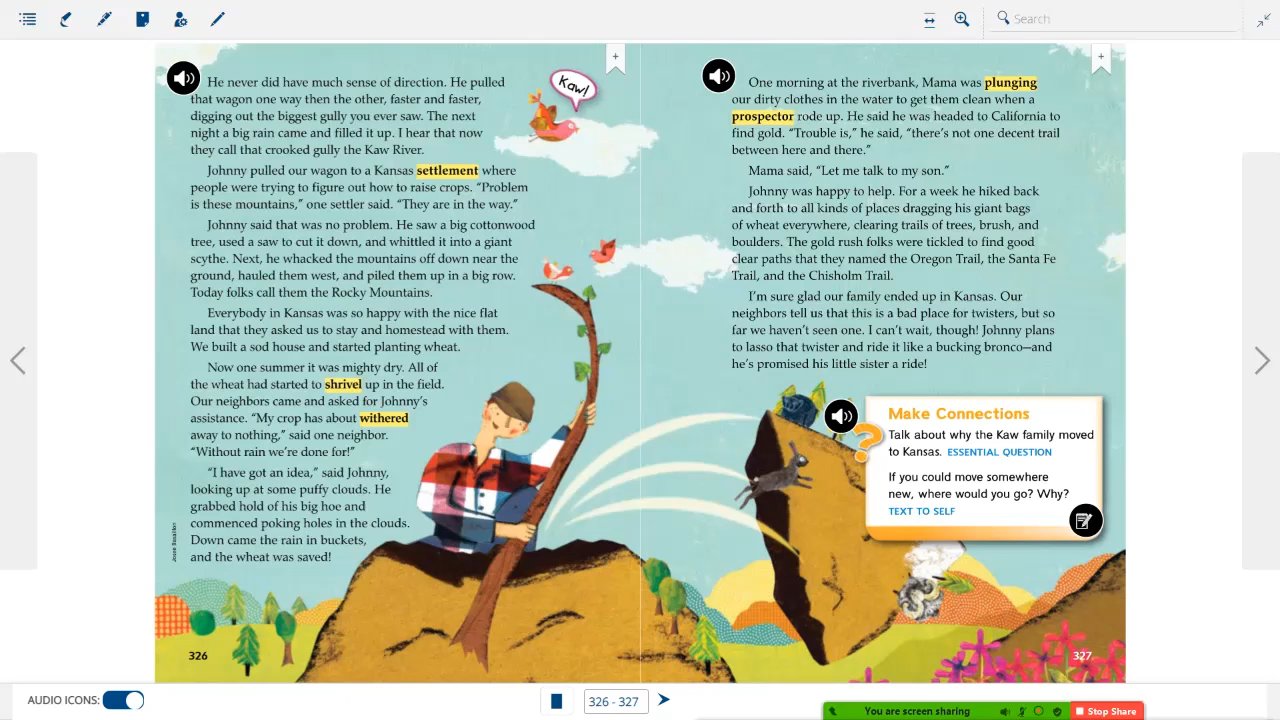 Search
He never did have much sense of direction. He pulled
that wagon one way then the other, faster and faster,
digging out the biggest gully you ever saw. The next
night a big rain came and filled it up. I hear that now
they call that crooked gully the Kaw River.
Johnny pulled our wagon to a Kansas settlement where
people were trying to figure out how to raise crops. “Problem
is these mountains,” one settler said. “They are in the way.”
Johnny said that was no problem. He saw a big cottonwood
tree, used a saw to cut it down, and whittled it into a giant
scythe. Next, he whacked the mountains off down near the
ground, hauled them west, and piled them up in a big row.
Today folks call them the Rocky Mountains.
Everybody in Kansas was so happy with the nice flat
land that they asked us to stay and homestead with them.
We built a sod house and started planting wheat.
Now one summer it was mighty dry. All of
the wheat had started to shrivel up in the field.
Our neighbors came and asked for Johnny’s
assistance. “My crop has about withered
away to nothing,” said one neighbor.
“Without rain we’re done for!”
“I have got an idea,” said Johnny,
looking up at some puffy clouds. He
grabbed hold of his big hoe and
commenced poking holes in the clouds.
Down came the rain in buckets,
and the wheat was saved!
Kaw!
326
One morning at the riverbank, Mama was plunging
our dirty clothes in the water to get them clean when a
prospector rode up. He said he was headed to California to
find gold. “Trouble is,” he said, “there’s not one decent trail
between here and there.”
Mama said, “Let me talk to my son.”
Johnny was happy to help. For a week he hiked back
and forth to all kinds of places dragging his giant bags
of wheat everywhere, clearing trails of trees, brush, and
boulders. The gold rush folks were tickled to find good
clear paths that they named the Oregon Trail, the Santa Fe
Trail, and the Chisholm Trail.
I’m sure glad our family ended up in Kansas. Our
neighbors tell us that this is a bad place for twisters, but so
far we haven’t seen one. I can’t wait, though! Johnny plans
to lasso that twister and ride it like a bucking bronco—and
he’s promised his little sister a ride!
?
Make Connections
Talk about why the Kaw family moved
to Kansas. ESSENTIAL QUESTION
If you could move somewhere
new, where would you go? Why?
TEXT TO SELF
327
AUDIO ICONS:
326 - 327
You are screen sharing
Stop Share